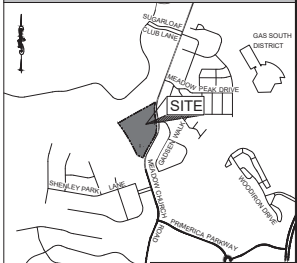 SUGARLOAF
CLUB LANE
GAS SOUTH
DISTRICT
MEADOW PEAK DRIVE
SITE
GADSEN WALK
SHENLEY PARK LANE
MEADOW CHURCH
ROAD
WOODIRON DRIVE
PRIMERICA PARKWAY